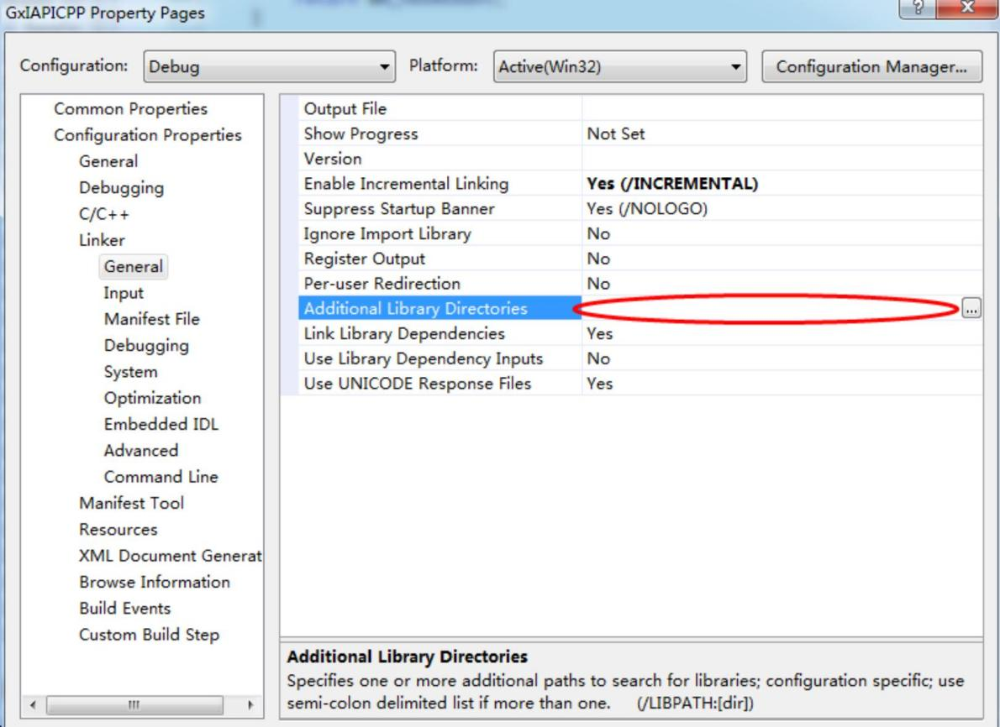 GxIAPICPP Property Pages
?
Configuration: Debug Platform: Active(Win32) Configuration Manager...
Common Properties
Configuration Properties
General
Debugging
C/C++
Linker
General
Input
Manifest File
Debugging
System
Optimization
Embedded IDL
Advanced
Command Line
Manifest Tool
Resources
XML Document Generat
Browse Information
Build Events
Custom Build Step
Output File
Show Progress Not Set
Version
Enable Incremental Linking Yes (/INCREMENTAL)
Suppress Startup Banner Yes (/NOLOGO)
Ignore Import Library No
Register Output No
Per-user Redirection No
Additional Library Directories ...
Link Library Dependencies Yes
Use Library Dependency Inputs No
Use UNICODE Response Files Yes
Additional Library Directories
Specifies one or more additional paths to search for libraries; configuration specific; use
semi-colon delimited list if more than one. (/LIBPATH:[dir])